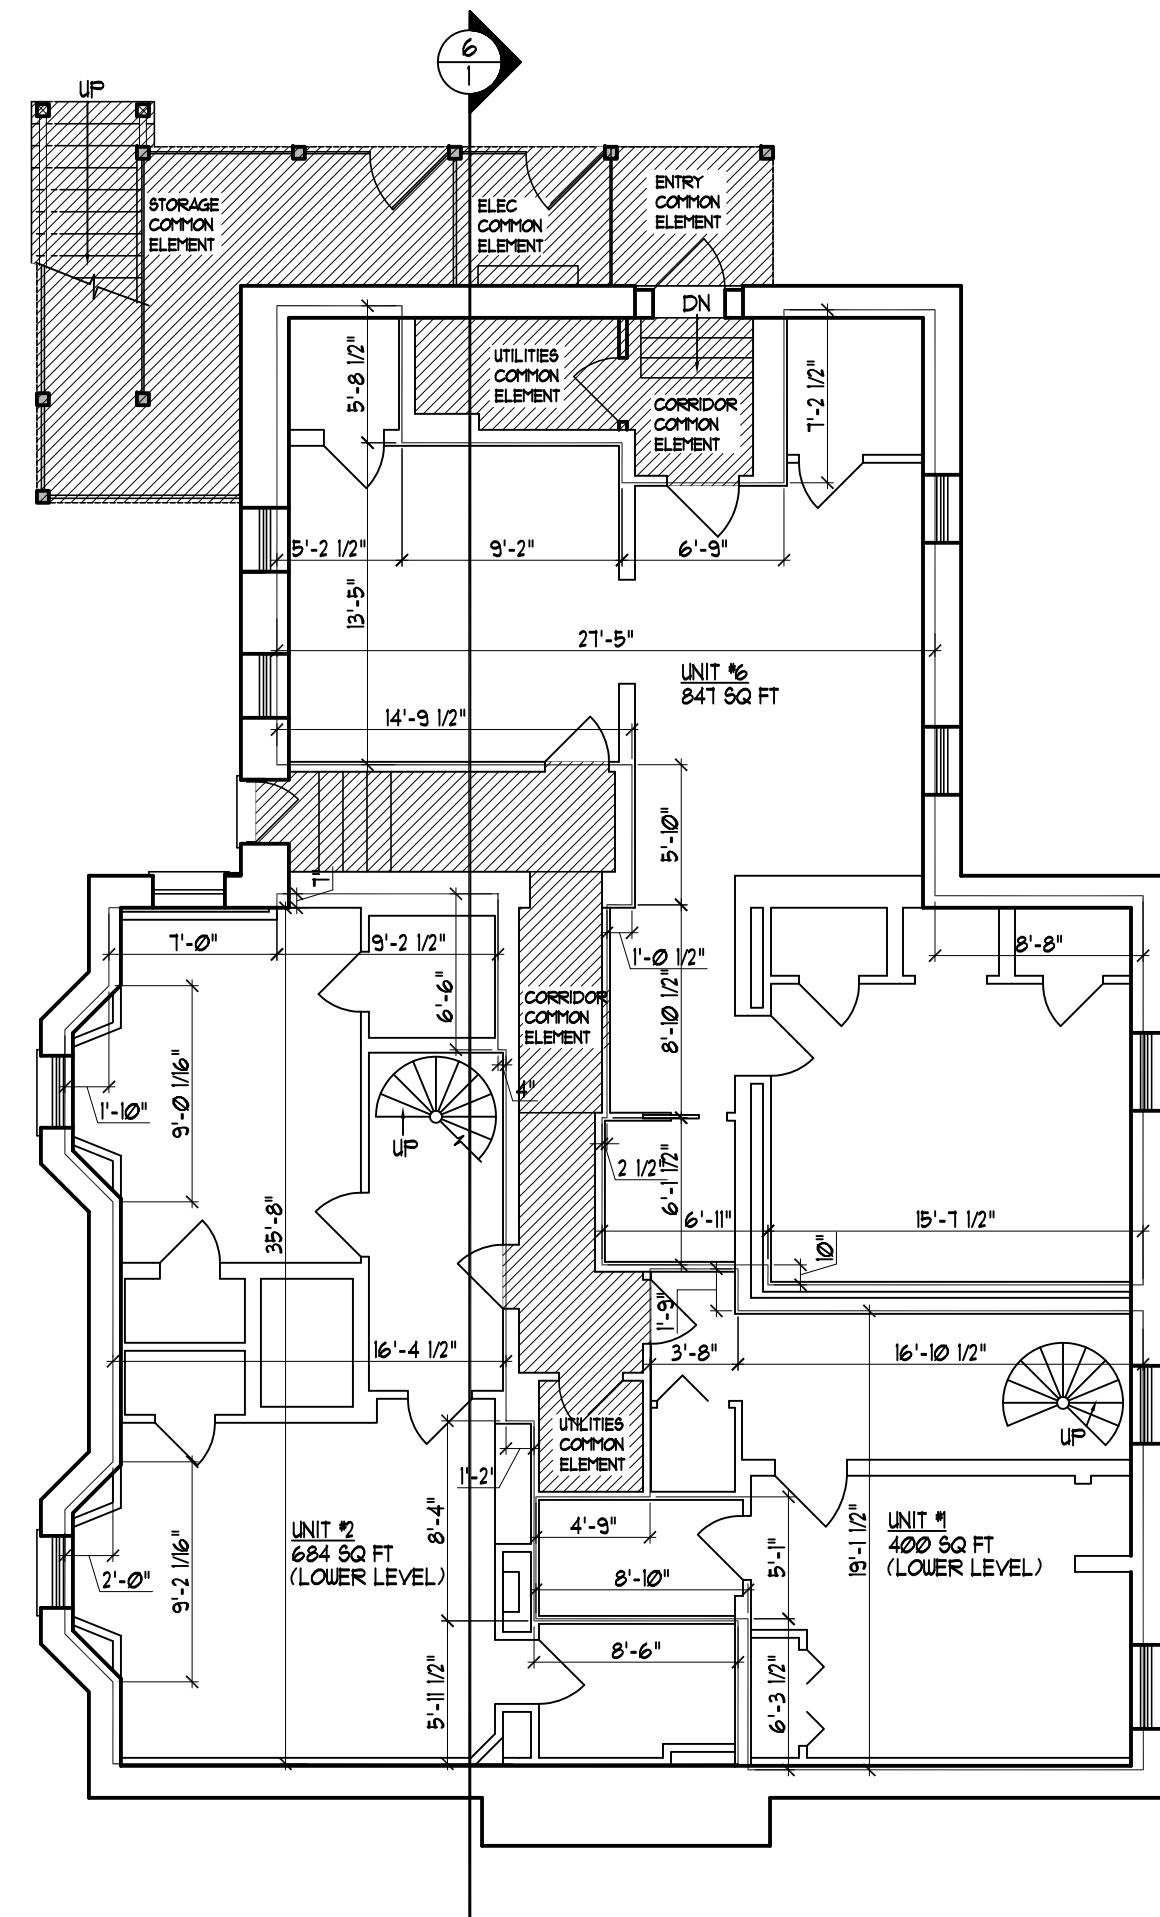 6
1
UP
STORAGE
COMMON
ELEMENT
ELEC
COMMON
ELEMENT
ENTRY
COMMON
ELEMENT
DN
UTILITIES
COMMON
ELEMENT
CORRIDOR
COMMON
ELEMENT
5'-8 1/2"
7'-2 1/2"
5'-2 1/2"
9'-2"
6'-9"
13'-5"
27'-5"
UNIT #6
847 SQ FT
14'-9 1/2"
5'-10"
7"
7'-0"
9'-2 1/2"
1'-0 1/2"
8'-8"
6'-6"
CORRIDOR
COMMON
ELEMENT
8'-10 1/2"
4"
1'-10"
9'-0 1/16"
UP
2 1/2"
6'-1 1/2"
35'-8"
6'-11"
15'-7 1/2"
10"
1'-9"
16'-4 1/2"
3'-8"
16'-10 1/2"
UP
UTILITIES
COMMON
ELEMENT
1'-2"
8'-4"
4'-9"
5'-1"
19'-1 1/2"
UNIT #2
684 SQ FT
(LOWER LEVEL)
UNIT #1
400 SQ FT
(LOWER LEVEL)
2'-0"
9'-2 1/16"
8'-10"
8'-6"
5'-11 1/2"
6'-3 1/2"